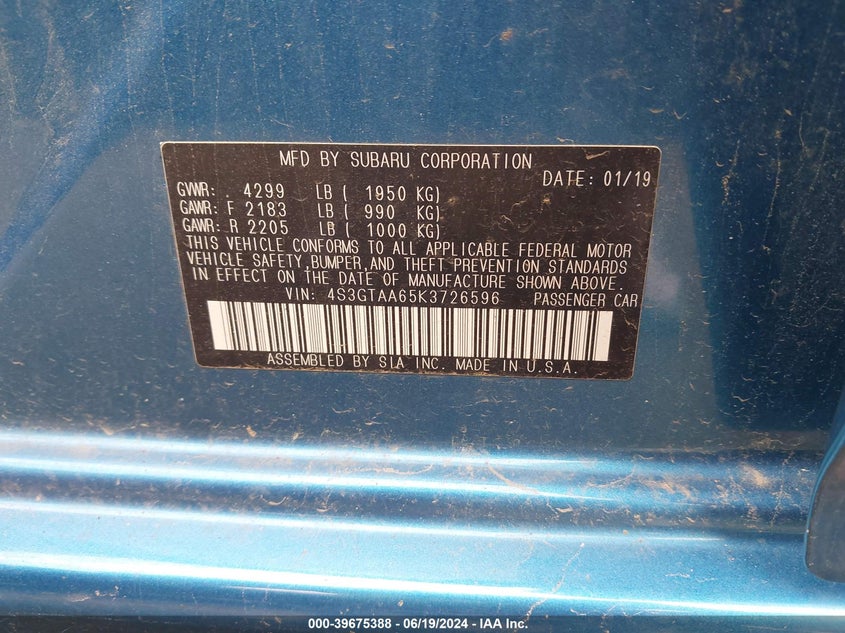 MFD BY SUBARU CORPORATION
DATE: 01/19
GVWR: . 4299 LB ( 1950 KG)
GAWR: F 2183 LB ( 990 KG)
GAWR: R 2205 LB ( 1000 KG)
THIS VEHICLE CONFORMS TO ALL APPLICABLE FEDERAL MOTOR
VEHICLE SAFETY, BUMPER, AND THEFT PREVENTION STANDARDS
IN EFFECT ON THE DATE OF MANUFACTURE SHOWN ABOVE.
VIN: 4S3GTAA65K3726596 PASSENGER CAR
ASSEMBLED BY SIA INC. MADE IN U.S.A.
000-39675388 - 06/19/2024 - IAA Inc.